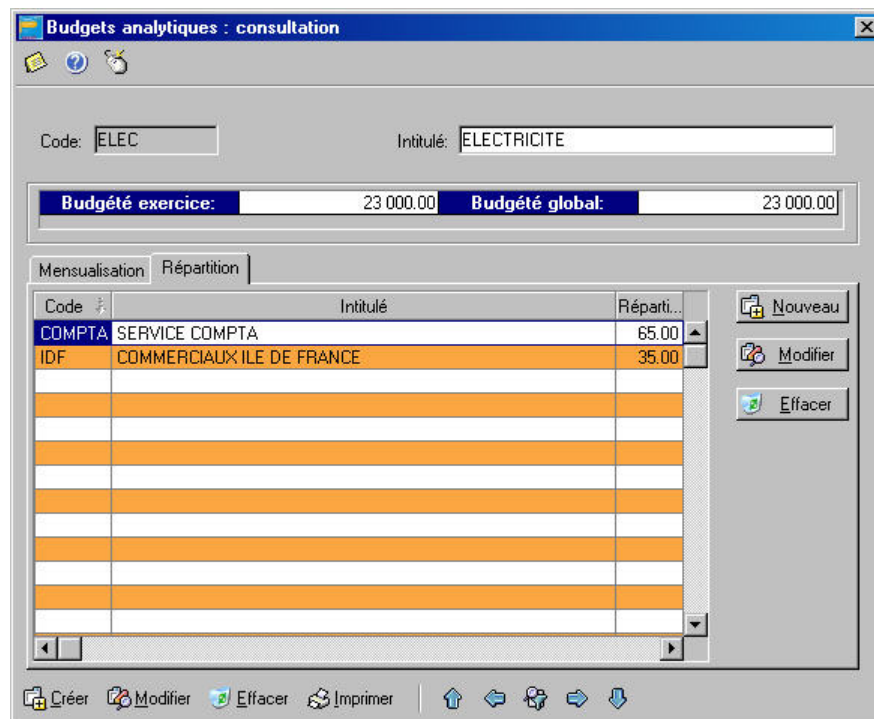 Budgets analytiques : consultation
Code: ELEC Intitulé: ELECTRICITE
Budgété exercice: 23 000.00 Budgété global: 23 000.00
Mensualisation Répartition
Code Intitulé Réparti...
COMPTA SERVICE COMPTA 65.00
IDF COMMERCIAUX ILE DE FRANCE 35.00
Nouveau
Modifier
Effacer
Créer Modifier Effacer Imprimer